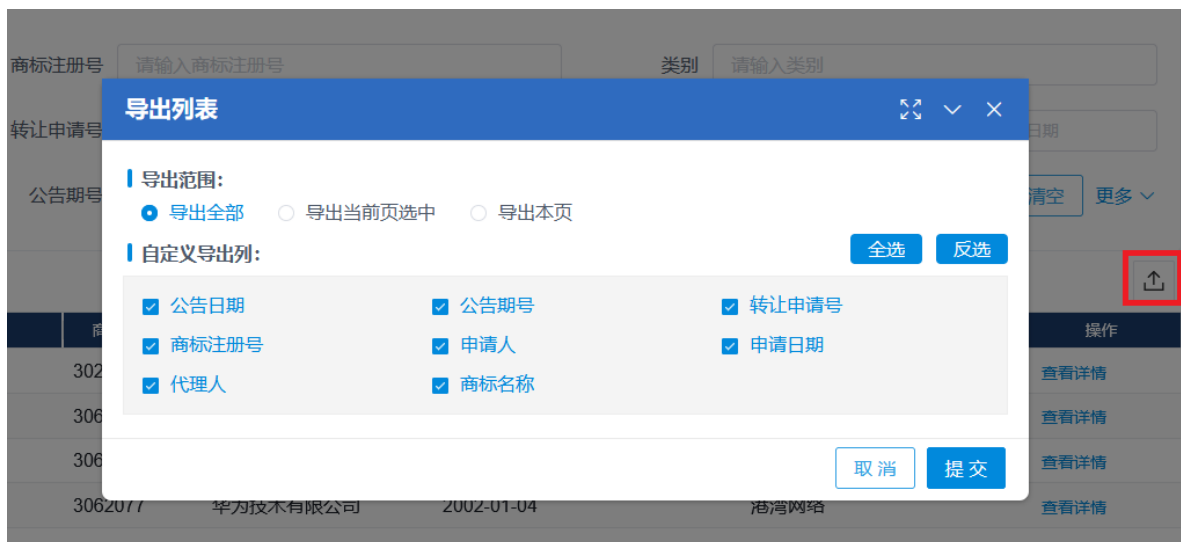 商标注册号 请输入商标注册号 类别 请输入类别
导出列表
转让申请号 日期
导出范围:
公告期号 清空 更多
导出全部 导出当前页选中 导出本页
自定义导出列: 全选 反选
公告日期 公告期号 转让申请号
操作
商标注册号 申请人 申请日期
302 查看详情
代理人 商标名称
306 查看详情
306 查看详情
取消 提交
3062077 华为技术有限公司 2002-01-04 港湾网络 查看详情